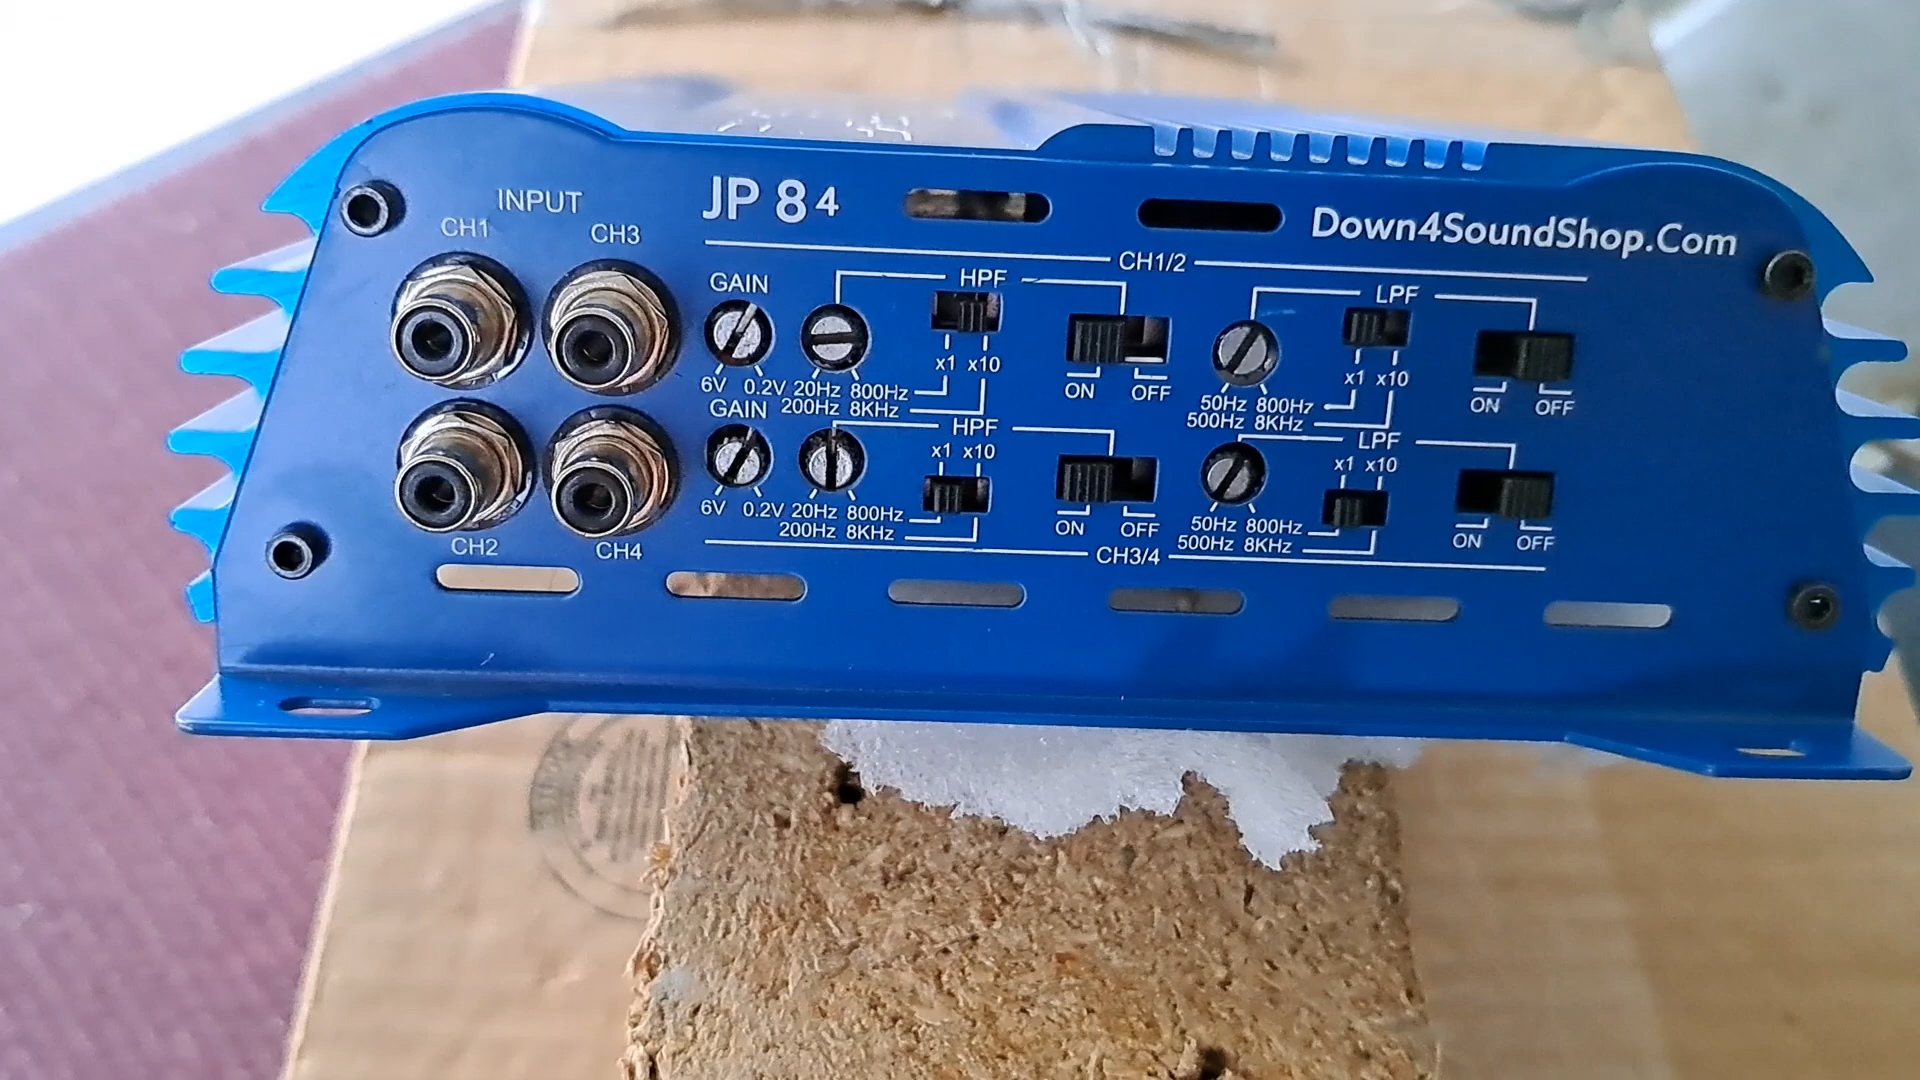 INPUT
JP 84
Down4SoundShop.Com
CH1 CH3
CH1/2
GAIN HPF LPF
x1 x10 x1 x10
ON OFF ON OFF
6V 0.2V 20Hz 800Hz 50Hz 800Hz
200Hz 8KHz 500Hz 8KHz
GAIN HPF LPF
x1 x10 x1 x10
6V 0.2V 20Hz 800Hz 50Hz 800Hz
200Hz 8KHz 500Hz 8KHz
ON OFF ON OFF
CH2 CH4
CH3/4